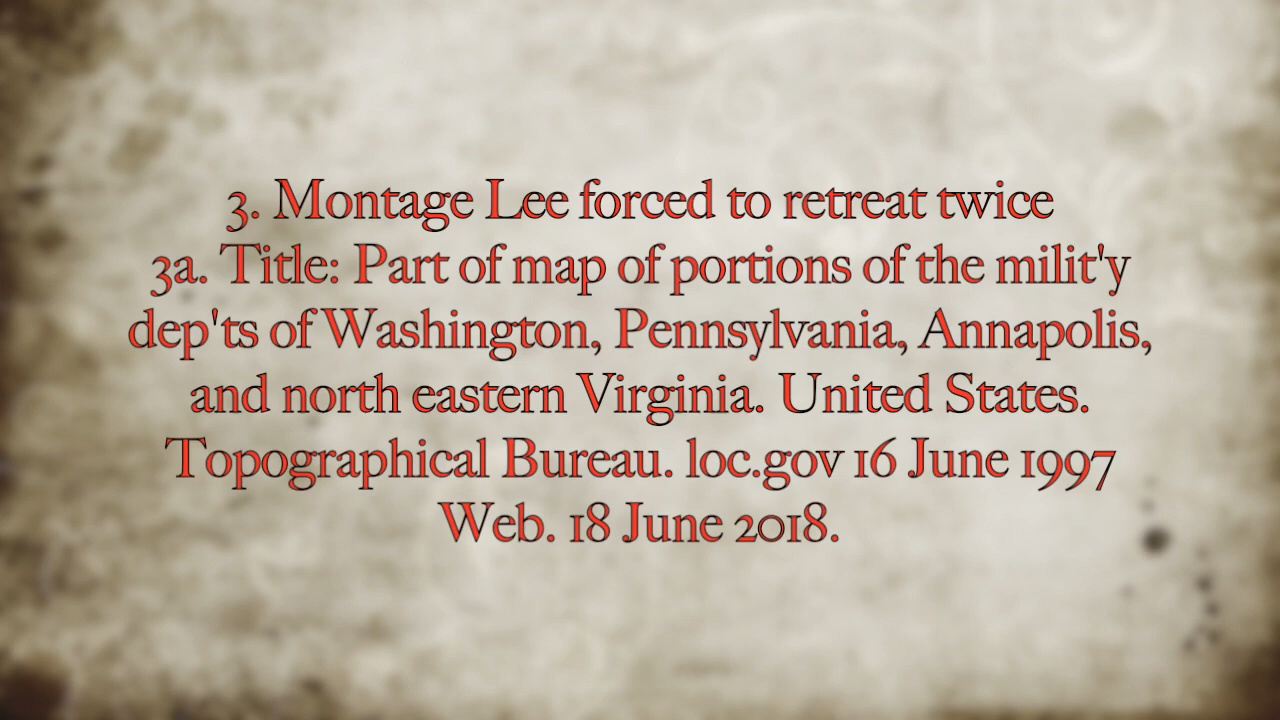 3. Montage Lee forced to retreat twice
3a. Title: Part of map of portions of the milit'y
dep'ts of Washington, Pennsylvania, Annapolis,
and north eastern Virginia. United States.
Topographical Bureau. loc.gov 16 June 1997
Web. 18 June 2018.